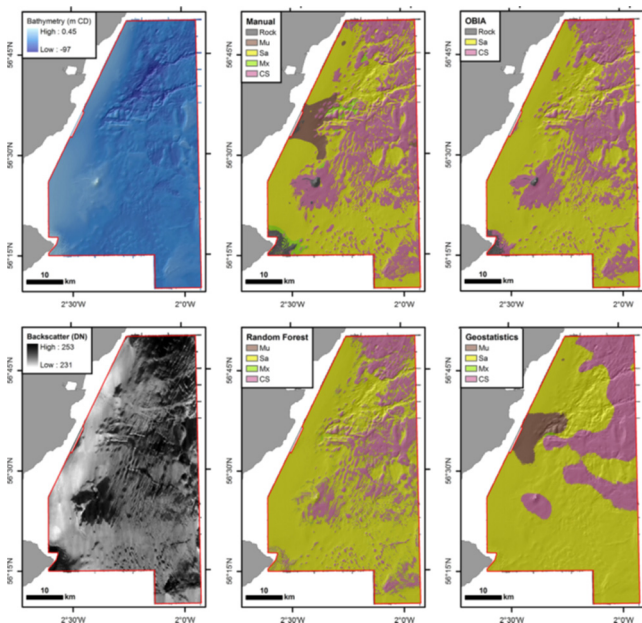 Bathymetry (m CD)
High : 0.45
Low : -97
56°45'N
56°30'N
56°15'N
10
km
2°30'W
2°0'W
Manual
Rock
Mu
Sa
Mx
CS
56°45'N
56°30'N
56°15'N
10
km
2°30'W
2°0'W
OBIA
Rock
Sa
CS
56°45'N
56°30'N
56°15'N
10
km
2°30'W
2°0'W
Backscatter (DN)
High : 253
Low : 231
56°45'N
56°30'N
56°15'N
10
km
2°30'W
2°0'W
Random Forest
Mu
Sa
Mx
CS
56°45'N
56°30'N
56°15'N
10
km
2°30'W
2°0'W
Geostatistics
Mu
Sa
Mx
CS
56°45'N
56°30'N
56°15'N
10
km
2°30'W
2°0'W